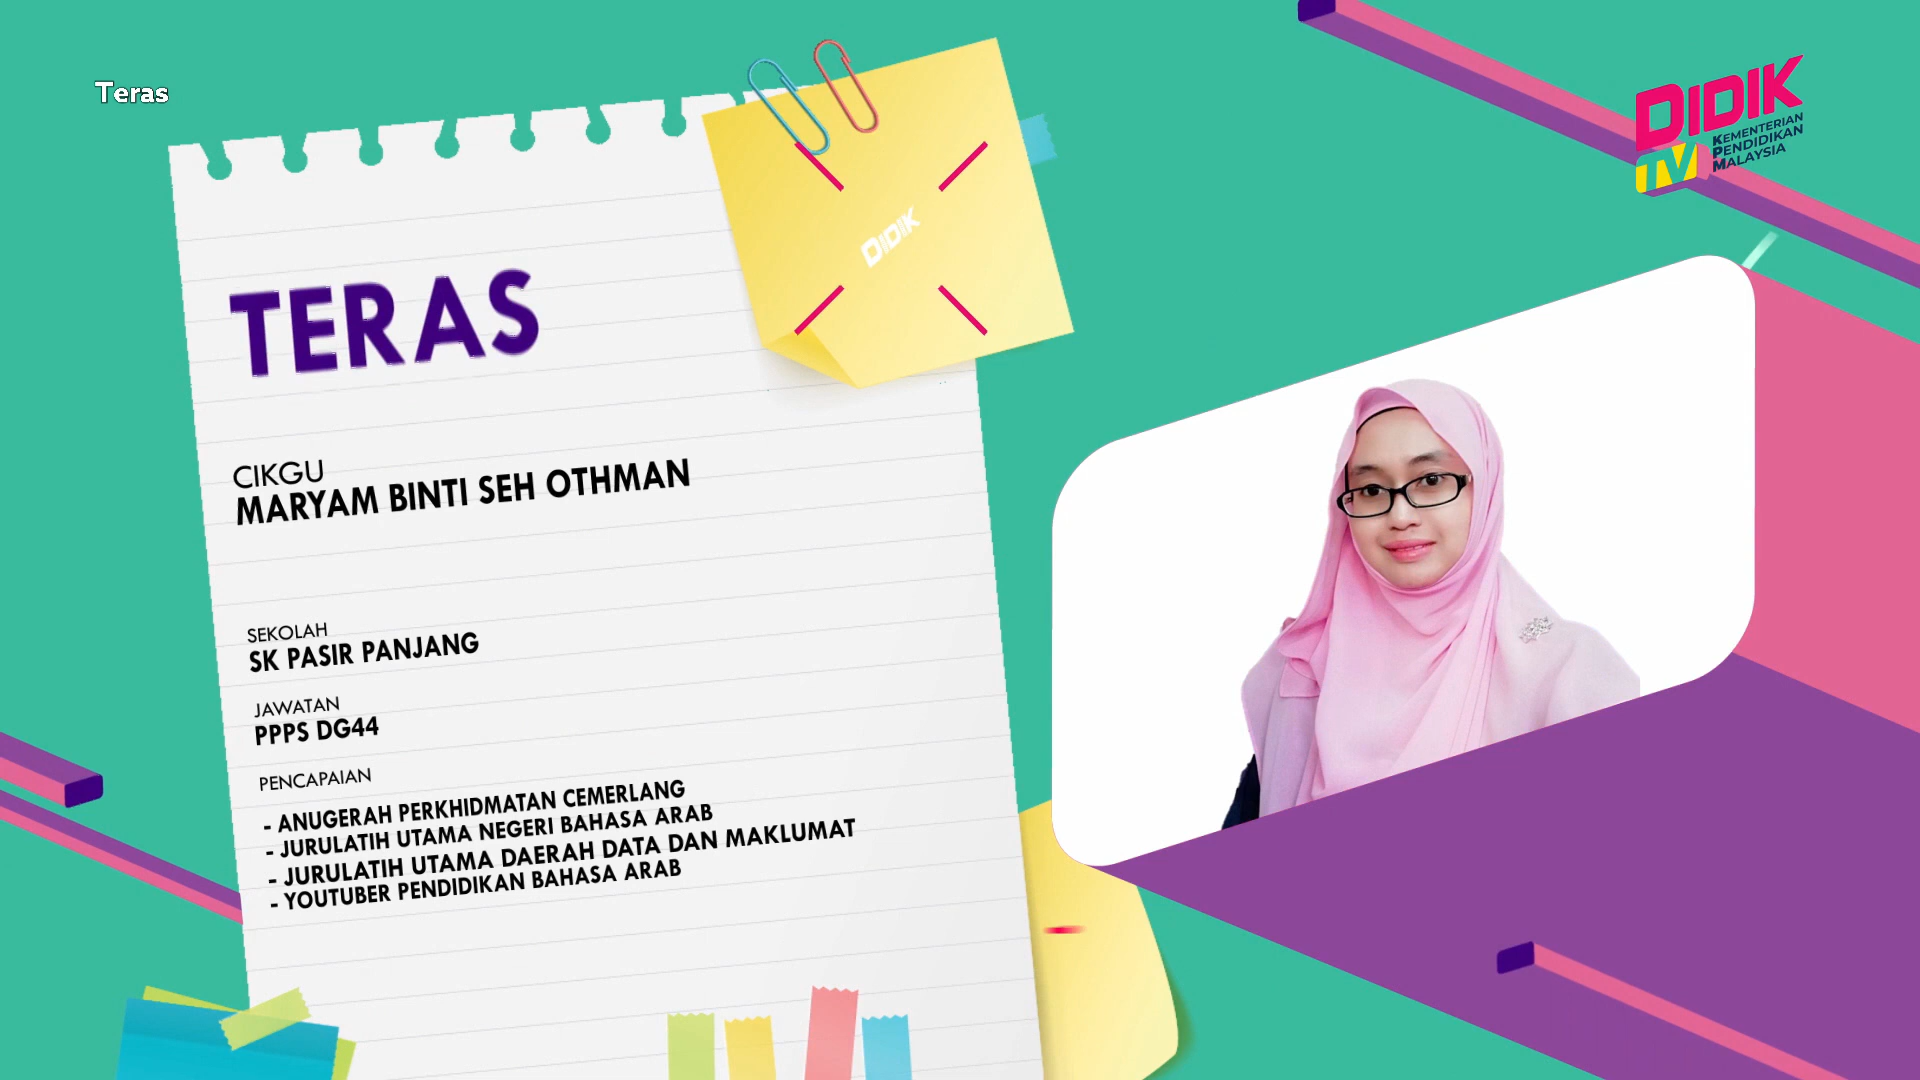 Teras
DIDIK
TV
KEMENTERIAN
PENDIDIKAN
MALAYSIA
DIDIK
TERAS
CIKGU
MARYAM BINTI SEH OTHMAN
SEKOLAH
SK PASIR PANJANG
JAWATAN
PPPS DG44
PENCAPAIAN
- ANUGERAH PERKHIDMATAN CEMERLANG
- JURULATIH UTAMA NEGERI BAHASA ARAB
- JURULATIH UTAMA DAERAH DATA DAN MAKLUMAT
- YOUTUBER PENDIDIKAN BAHASA ARAB